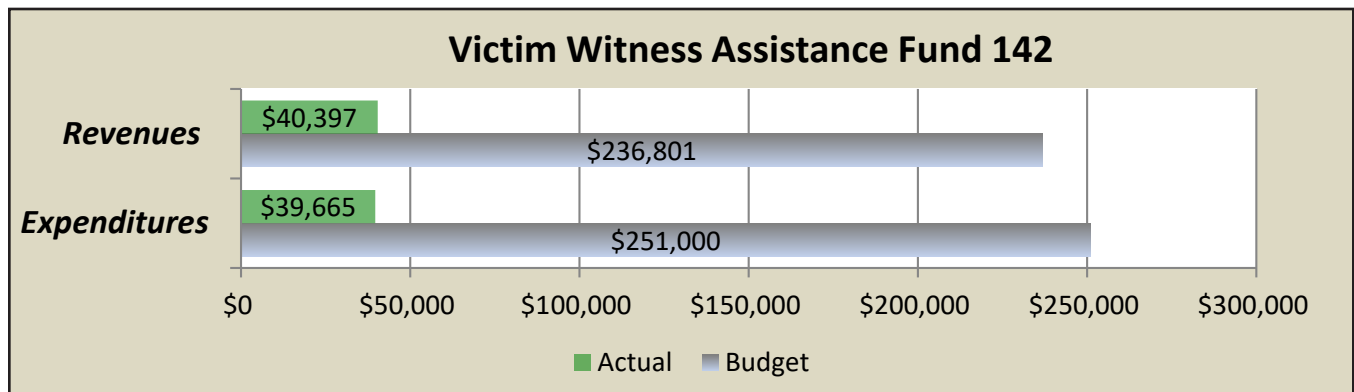 Victim Witness Assistance Fund 142
Revenues
$40,397
$236,801
Expenditures
$39,665
$251,000
$0 $50,000 $100,000 $150,000 $200,000 $250,000 $300,000
Actual Budget